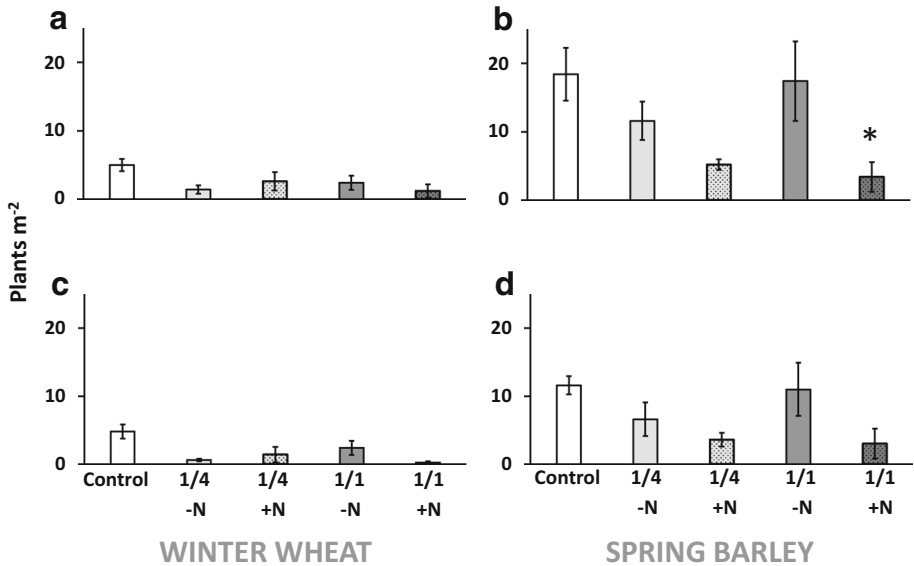 a
b
20
10
0
20
10
0
*
Plants m⁻²
c
d
20
10
0
20
10
0
Control 1/4 1/4 1/1 1/1
-N +N -N +N
Control 1/4 1/4 1/1 1/1
-N +N -N +N
WINTER WHEAT
SPRING BARLEY